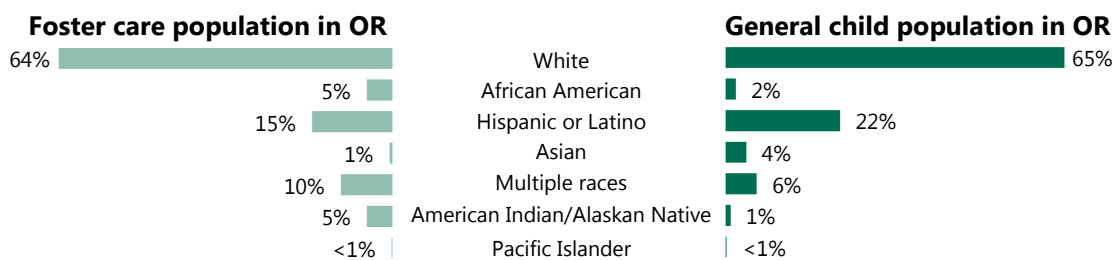 Foster care population in OR General child population in OR
64% White 65%
5% African American 2%
15% Hispanic or Latino 22%
1% Asian 4%
10% Multiple races 6%
5% American Indian/Alaskan Native 1%
<1% Pacific Islander <1%